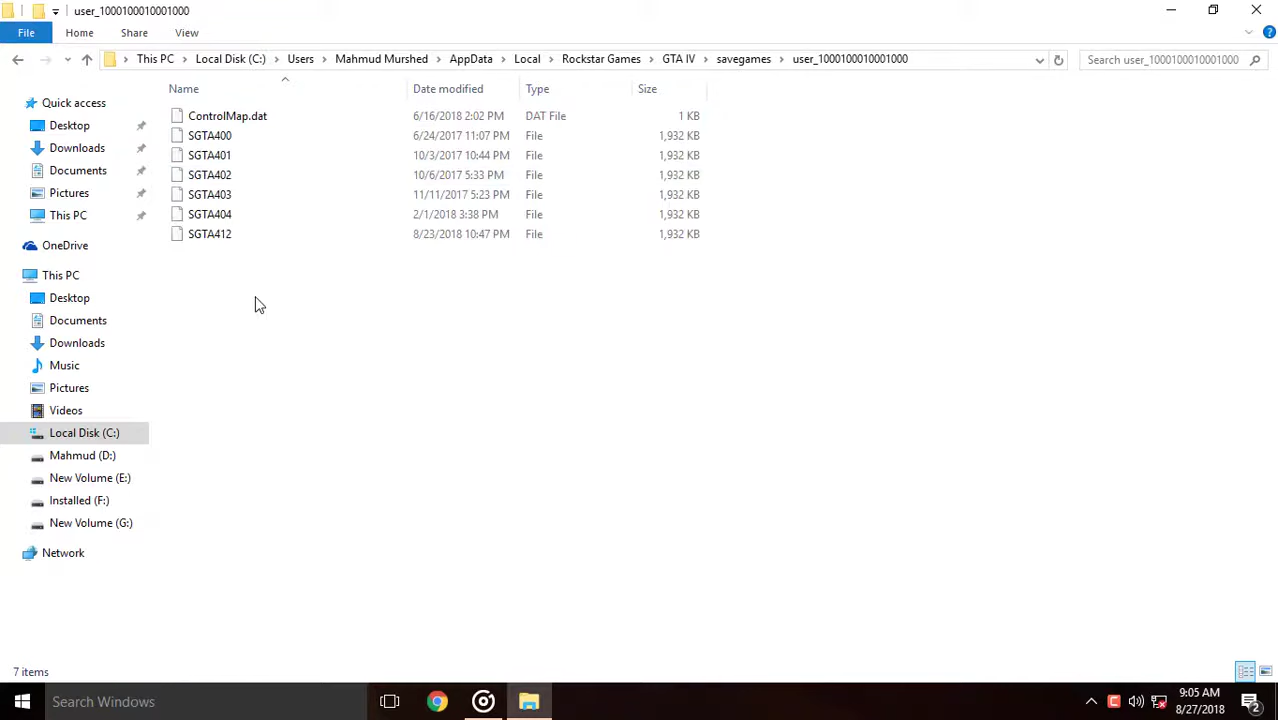 user_1000100010001000
File Home Share View
This PC Local Disk (C:) Users Mahmud Murshed AppData Local Rockstar Games GTA IV savegames user_1000100010001000 Search user_1000100010001000
Name Date modified Type Size
ControlMap.dat 6/16/2018 2:02 PM DAT File 1 KB
SGTA400 6/24/2017 11:07 PM File 1,932 KB
SGTA401 10/3/2017 10:44 PM File 1,932 KB
SGTA402 10/6/2017 5:33 PM File 1,932 KB
SGTA403 11/11/2017 5:23 PM File 1,932 KB
SGTA404 2/1/2018 3:38 PM File 1,932 KB
SGTA412 8/23/2018 10:47 PM File 1,932 KB
Quick access
Desktop
Downloads
Documents
Pictures
This PC
OneDrive
This PC
Desktop
Documents
Downloads
Music
Pictures
Videos
Local Disk (C:)
Mahmud (D:)
New Volume (E:)
Installed (F:)
New Volume (G:)
Network
7 items
Search Windows
9:05 AM
8/27/2018
2